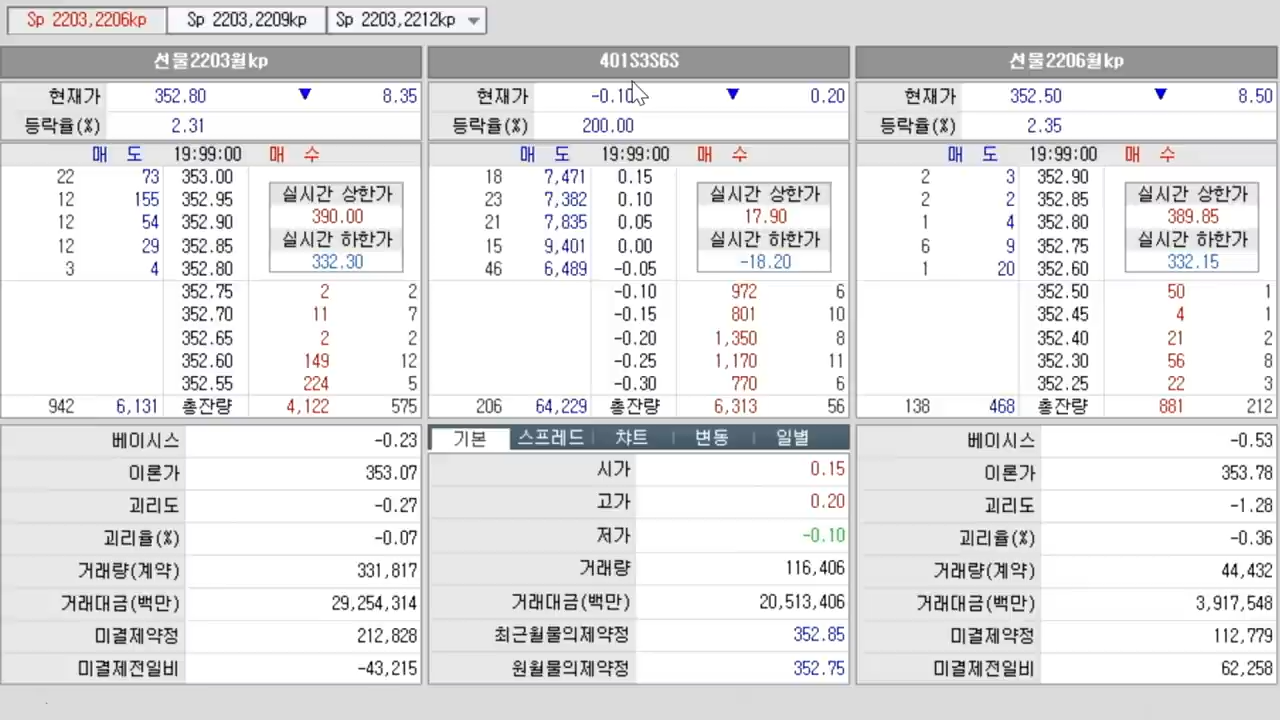 Sp 2203,2206kp Sp 2203,2209kp Sp 2203,2212kp
선물2203월kp
현재가 352.80 ▼ 8.35
등락율(%) 2.31
매 도 19:99:00 매 수
22 73 353.00
12 155 352.95
12 54 352.90
12 29 352.85
3 4 352.80
실시간 상한가
390.00
실시간 하한가
332.30
352.75 2 2
352.70 11 7
352.65 2 2
352.60 149 12
352.55 224 5
942 6,131 총잔량 4,122 575
베이시스 -0.23
이론가 353.07
괴리도 -0.27
괴리율(%) -0.07
거래량(계약) 331,817
거래대금(백만) 29,254,314
미결제약정 212,828
미결제전일비 -43,215
401S3S6S
현재가 -0.10 ▼ 0.20
등락율(%) 200.00
매 도 19:99:00 매 수
18 7,471 0.15
23 7,382 0.10
21 7,835 0.05
15 9,401 0.00
46 6,489 -0.05
실시간 상한가
17.90
실시간 하한가
-18.20
-0.10 972 6
-0.15 801 10
-0.20 1,350 8
-0.25 1,170 11
-0.30 770 6
206 64,229 총잔량 6,313 56
기본 스프레드 챠트 변동 일별
시가 0.15
고가 0.20
저가 -0.10
거래량 116,406
거래대금(백만) 20,513,406
최근월물의제약정 352.85
원월물의제약정 352.75
선물2206월kp
현재가 352.50 ▼ 8.50
등락율(%) 2.35
매 도 19:99:00 매 수
2 3 352.90
2 2 352.85
1 4 352.80
6 9 352.75
1 20 352.60
실시간 상한가
389.85
실시간 하한가
332.15
352.50 50 1
352.45 4 1
352.40 21 2
352.30 56 8
352.25 22 3
138 468 총잔량 881 212
베이시스 -0.53
이론가 353.78
괴리도 -1.28
괴리율(%) -0.36
거래량(계약) 44,432
거래대금(백만) 3,917,548
미결제약정 112,779
미결제전일비 62,258